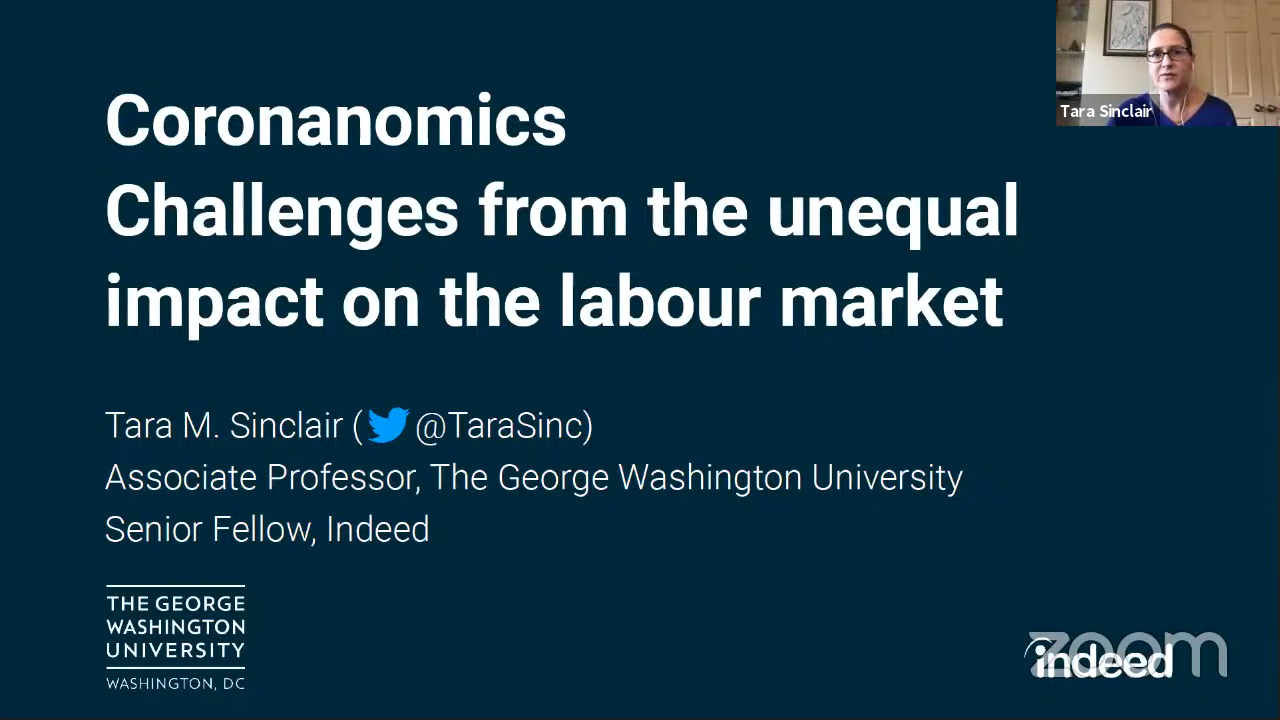 Coronanomics
Challenges from the unequal
impact on the labour market
Tara Sinclair
Tara M. Sinclair (@TaraSinc)
Associate Professor, The George Washington University
Senior Fellow, Indeed
THE GEORGE
WASHINGTON
UNIVERSITY
WASHINGTON, DC
indeed
zoom